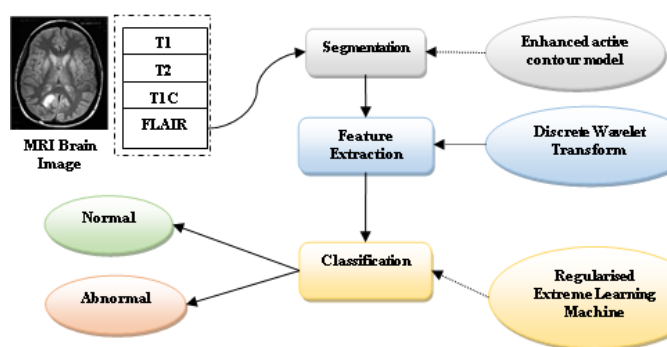 T1
T2
T1C
FLAIR
MRI Brain
Image
Segmentation
Enhanced active
contour model
Feature
Extraction
Discrete Wavelet
Transform
Normal
Classification
Abnormal
Regularised
Extreme Learning
Machine